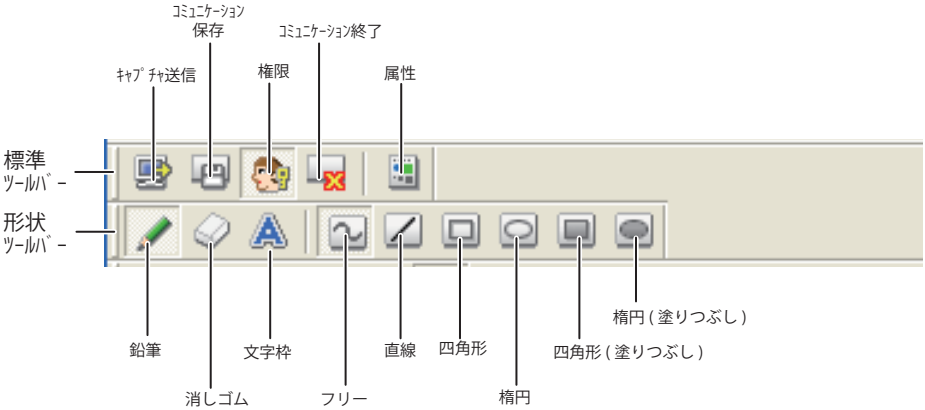 ｺﾐｭﾆｹｰｼｮﾝ
保存
ｺﾐｭﾆｹｰｼｮﾝ終了
ｷｬﾌﾟﾁｬ送信
権限
属性
標準
ﾂｰﾙﾊﾞｰ
形状
ﾂｰﾙﾊﾞｰ
楕円 ( 塗りつぶし )
鉛筆
文字枠
直線
四角形
四角形 ( 塗りつぶし )
消しゴム
フリー
楕円